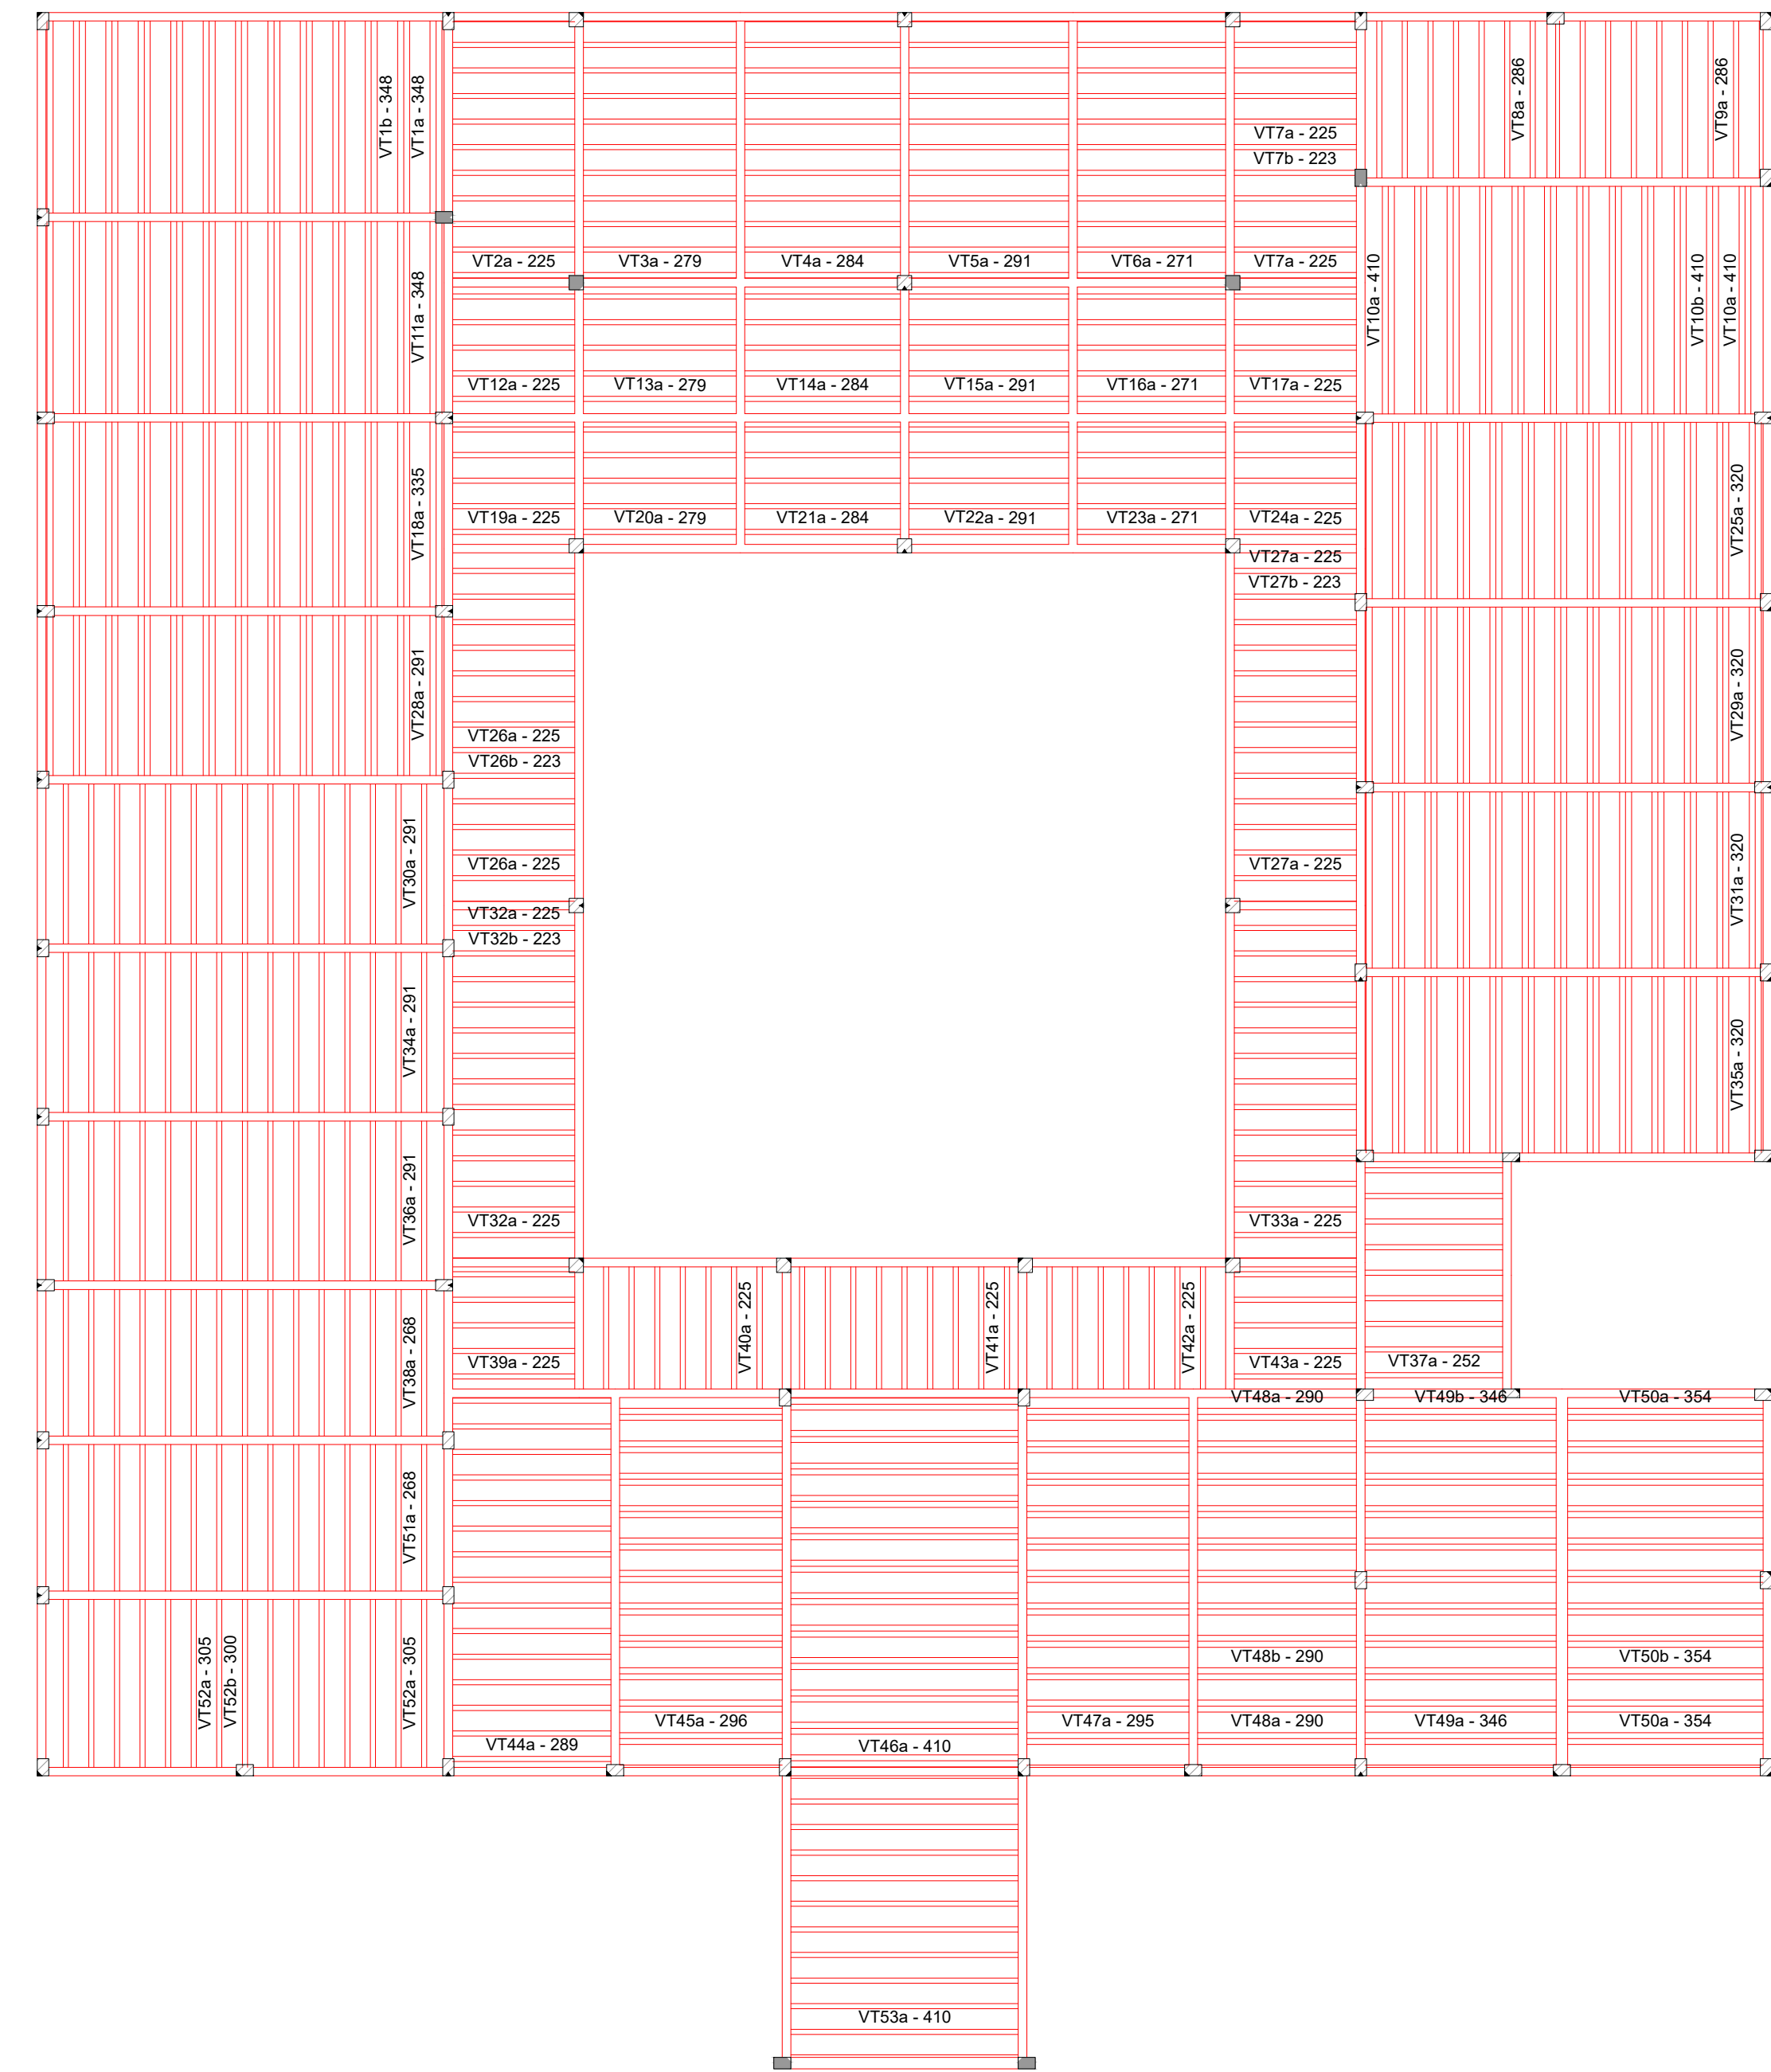 VT1b - 348
VT1a - 348
VT8a - 286
VT9a - 286
VT7a - 225
VT7b - 223
VT2a - 225
VT3a - 279
VT4a - 284
VT5a - 291
VT6a - 271
VT7a - 225
VT11a - 348
VT10a - 410
VT10b - 410
VT10a - 410
VT12a - 225
VT13a - 279
VT14a - 284
VT15a - 291
VT16a - 271
VT17a - 225
VT18a - 335
VT19a - 225
VT20a - 279
VT21a - 284
VT22a - 291
VT23a - 271
VT24a - 225
VT25a - 320
VT27a - 225
VT27b - 223
VT28a - 291
VT29a - 320
VT26a - 225
VT26b - 223
VT30a - 291
VT26a - 225
VT27a - 225
VT31a - 320
VT32a - 225
VT32b - 223
VT34a - 291
VT35a - 320
VT36a - 291
VT32a - 225
VT33a - 225
VT38a - 268
VT39a - 225
VT40a - 225
VT41a - 225
VT42a - 225
VT43a - 225
VT37a - 252
VT48a - 290
VT49b - 346
VT50a - 354
VT51a - 268
VT52a - 305
VT52b - 300
VT52a - 305
VT48b - 290
VT50b - 354
VT44a - 289
VT45a - 296
VT46a - 410
VT47a - 295
VT48a - 290
VT49a - 346
VT50a - 354
VT53a - 410